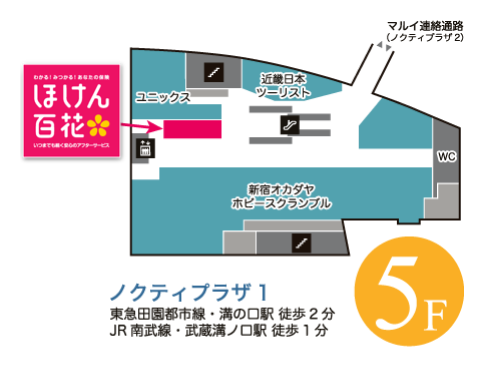 マルイ連絡通路
(ノクティプラザ2)
わかる!みつかる!あなたの保険
ほけん
百花
いつまでも続く安心のアフターサービス
ユニックス
近畿日本
ツーリスト
WC
新宿オカダヤ
ホビースクランブル
ノクティプラザ1
東急田園都市線・溝の口駅 徒歩2分
JR南武線・武蔵溝ノ口駅 徒歩1分
5F